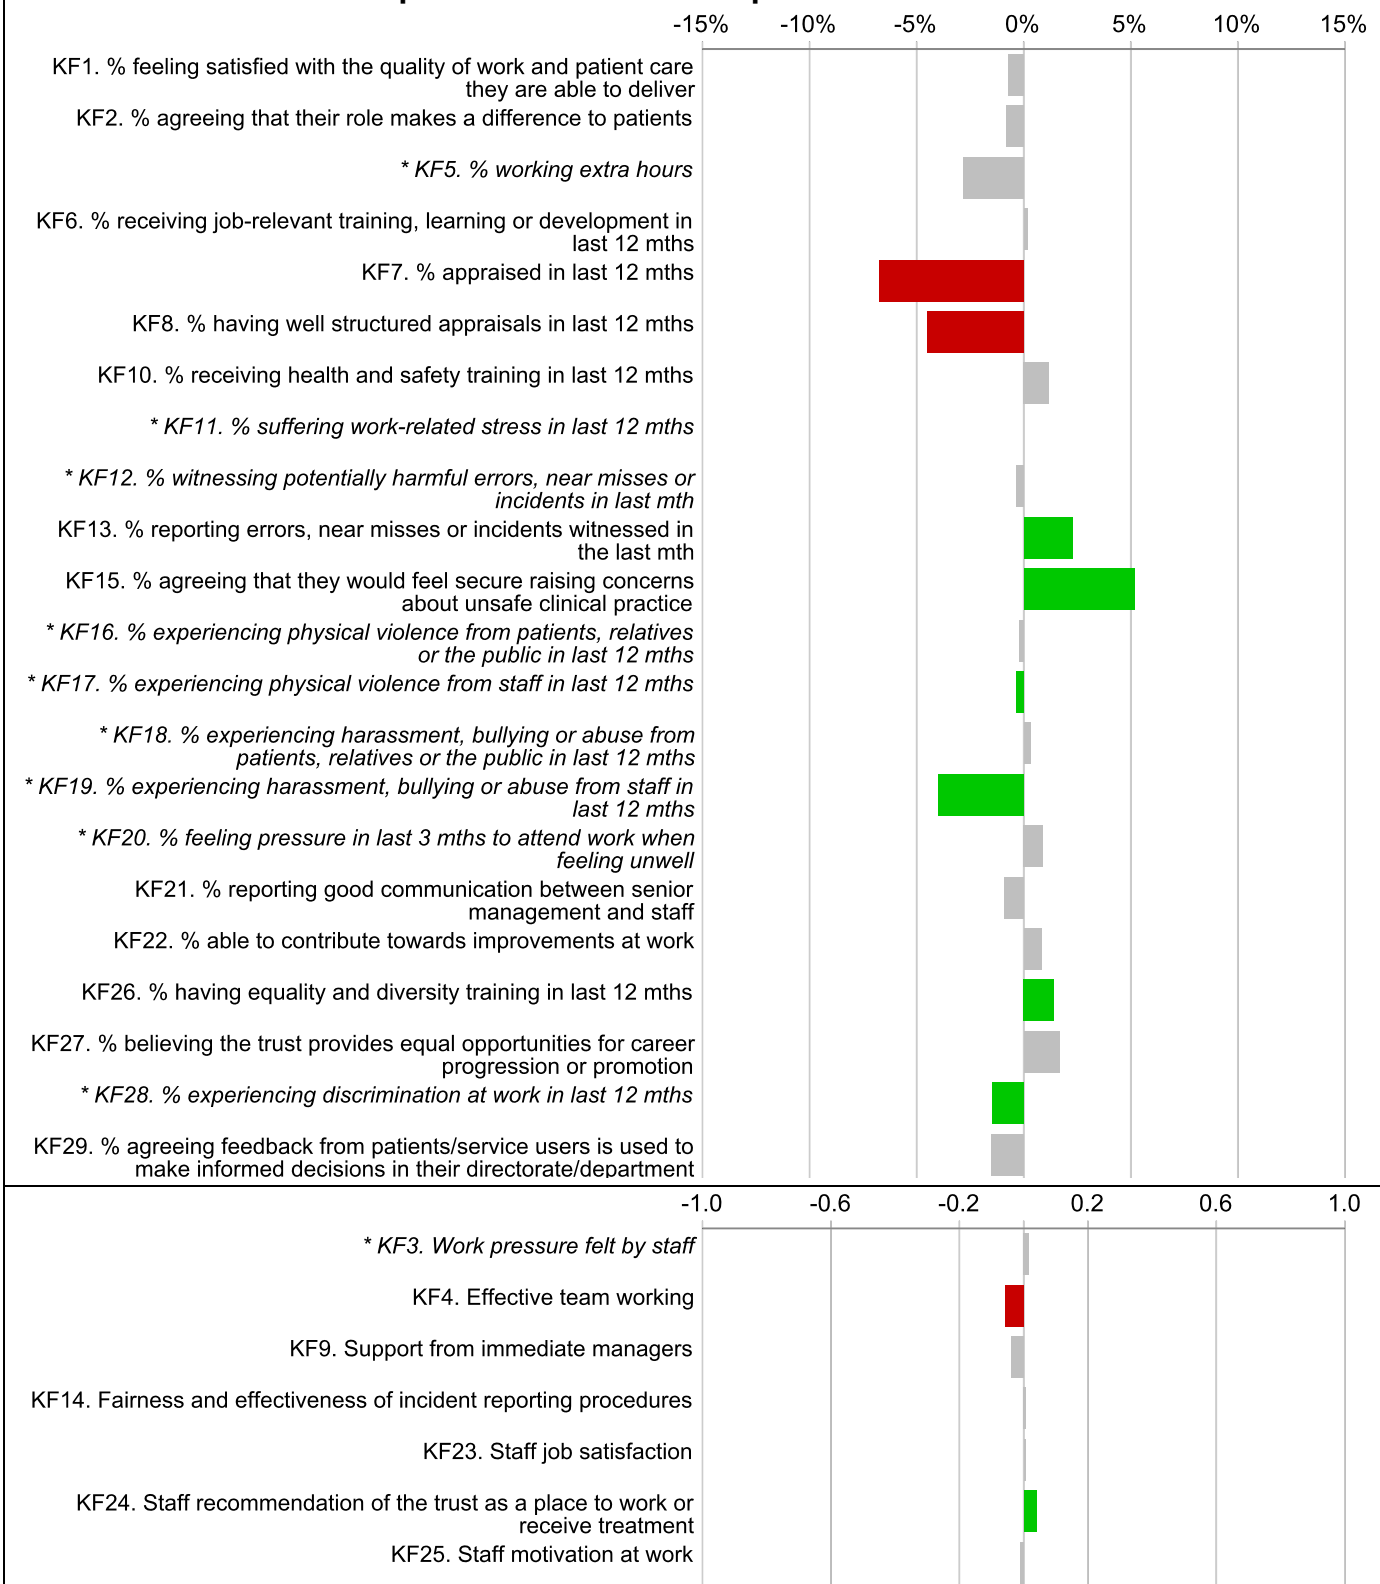 -15% -10% -5% 0% 5% 10% 15%
KF1. % feeling satisfied with the quality of work and patient care
they are able to deliver
KF2. % agreeing that their role makes a difference to patients
* KF5. % working extra hours
KF6. % receiving job-relevant training, learning or development in
last 12 mths
KF7. % appraised in last 12 mths
KF8. % having well structured appraisals in last 12 mths
KF10. % receiving health and safety training in last 12 mths
* KF11. % suffering work-related stress in last 12 mths
* KF12. % witnessing potentially harmful errors, near misses or
incidents in last mth
KF13. % reporting errors, near misses or incidents witnessed in
the last mth
KF15. % agreeing that they would feel secure raising concerns
about unsafe clinical practice
* KF16. % experiencing physical violence from patients, relatives
or the public in last 12 mths
* KF17. % experiencing physical violence from staff in last 12 mths
* KF18. % experiencing harassment, bullying or abuse from
patients, relatives or the public in last 12 mths
* KF19. % experiencing harassment, bullying or abuse from staff in
last 12 mths
* KF20. % feeling pressure in last 3 mths to attend work when
feeling unwell
KF21. % reporting good communication between senior
management and staff
KF22. % able to contribute towards improvements at work
KF26. % having equality and diversity training in last 12 mths
KF27. % believing the trust provides equal opportunities for career
progression or promotion
* KF28. % experiencing discrimination at work in last 12 mths
KF29. % agreeing feedback from patients/service users is used to
make informed decisions in their directorate/department
-1.0 -0.6 -0.2 0.2 0.6 1.0
* KF3. Work pressure felt by staff
KF4. Effective team working
KF9. Support from immediate managers
KF14. Fairness and effectiveness of incident reporting procedures
KF23. Staff job satisfaction
KF24. Staff recommendation of the trust as a place to work or
receive treatment
KF25. Staff motivation at work